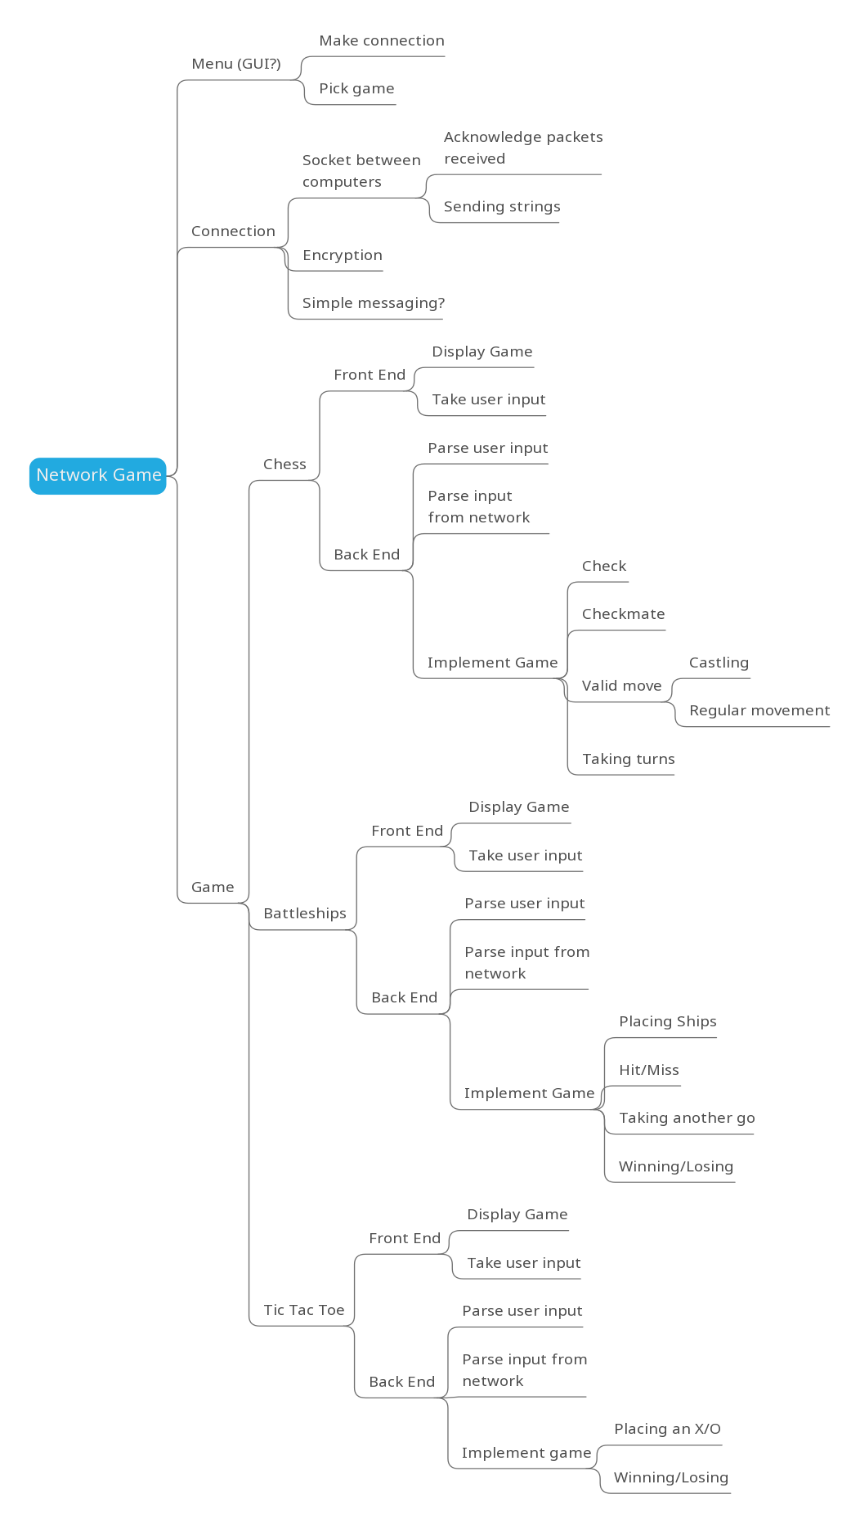 Make connection
Menu (GUI?)
Pick game
Acknowledge packets
received
Socket between
computers
Sending strings
Connection
Encryption
Simple messaging?
Display Game
Front End
Take user input
Parse user input
Chess
Parse input
from network
Network Game
Back End
Check
Checkmate
Implement Game
Castling
Valid move
Regular movement
Taking turns
Display Game
Front End
Take user input
Game
Parse user input
Battleships
Parse input from
network
Back End
Placing Ships
Hit/Miss
Implement Game
Taking another go
Winning/Losing
Display Game
Front End
Take user input
Tic Tac Toe
Parse user input
Parse input from
network
Back End
Placing an X/O
Implement game
Winning/Losing